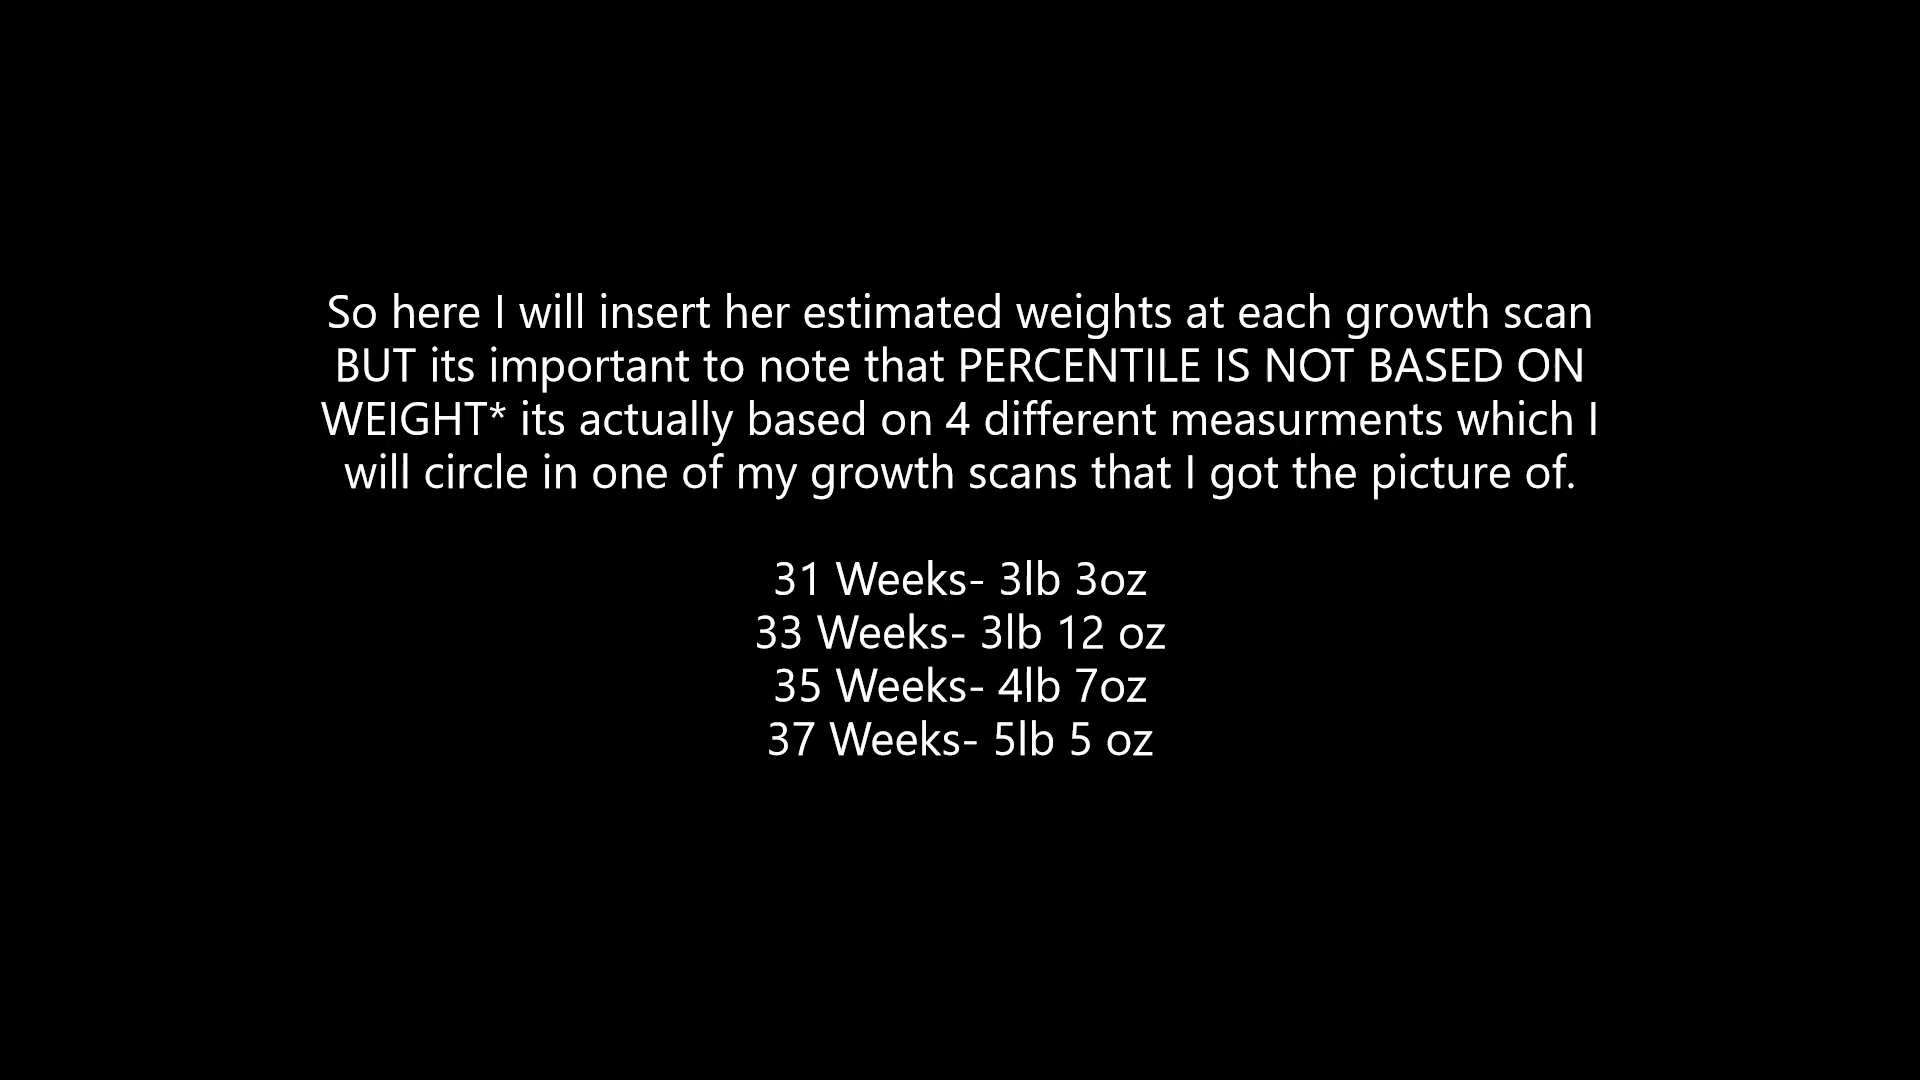 So here I will insert her estimated weights at each growth scan
BUT its important to note that PERCENTILE IS NOT BASED ON
WEIGHT* its actually based on 4 different measurments which I
will circle in one of my growth scans that I got the picture of.
31 Weeks- 3lb 3oz
33 Weeks- 3lb 12 oz
35 Weeks- 4lb 7oz
37 Weeks- 5lb 5 oz